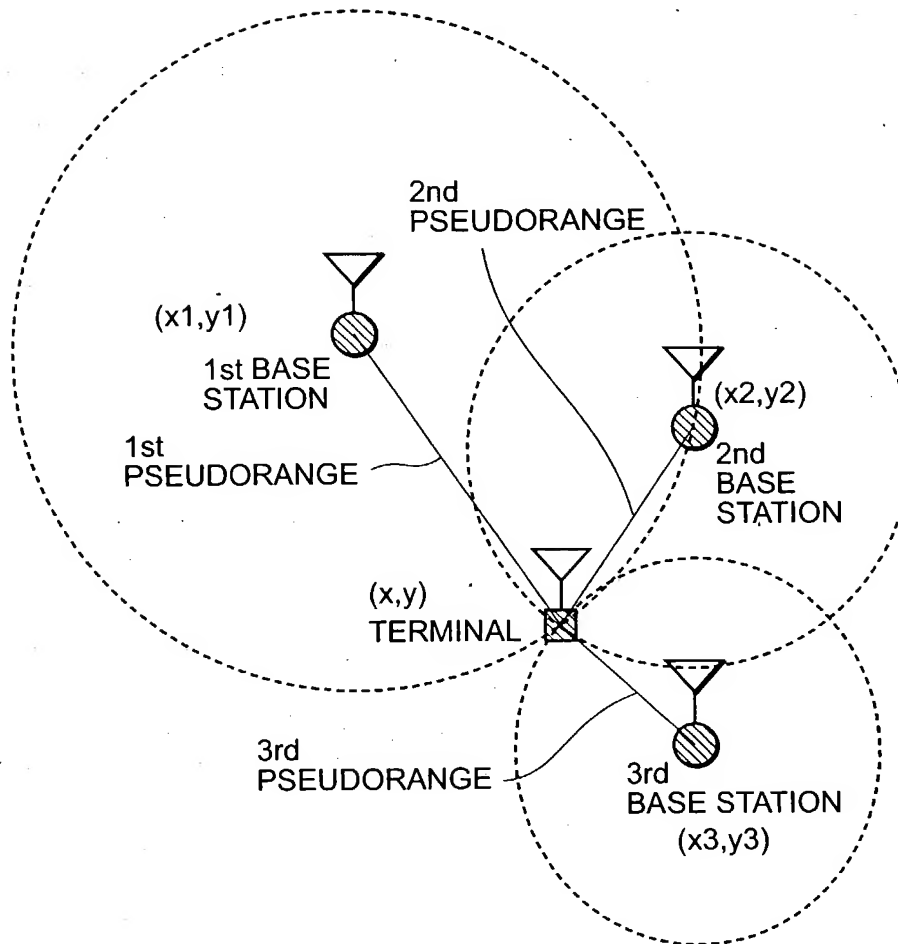 2nd
PSEUDORANGE
(x1,y1)
1st BASE
STATION
(x2,y2)
2nd
BASE
STATION
1st
PSEUDORANGE
(x,y)
TERMINAL
3rd
PSEUDORANGE
3rd
BASE STATION
(x3,y3)